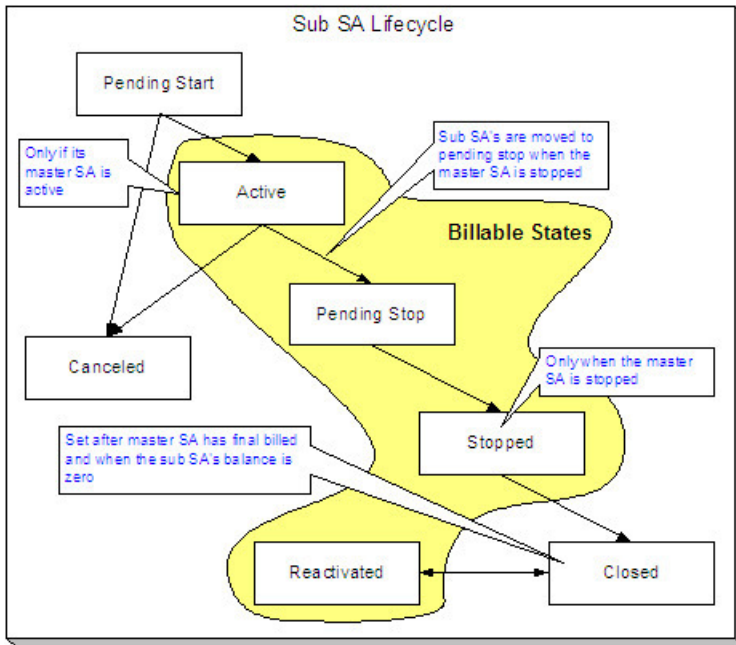 Sub SA Lifecycle
Pending Start
Only if its
master SA is
active
Sub SA's are moved to
pending stop when the
master SA is stopped
Active
Billable States
Pending Stop
Canceled
Only when the master
SA is stopped
Set after master SA has final billed
and when the sub SA's balance is
zero
Stopped
Reactivated
Closed